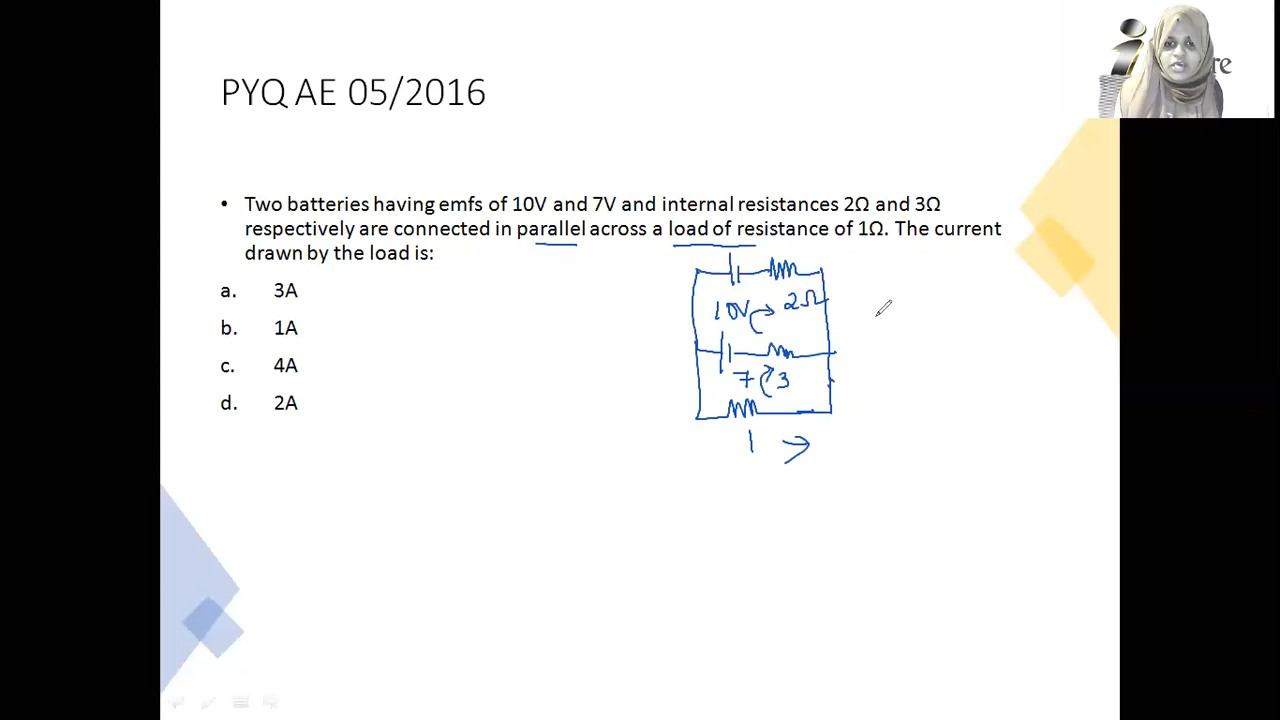 re
PYQ AE 05/2016
• Two batteries having emfs of 10V and 7V and internal resistances 2Ω and 3Ω
respectively are connected in parallel across a load of resistance of 1Ω. The current
drawn by the load is:
a. 3A
b. 1A
c. 4A
d. 2A
10V 2Ω
7 3
1